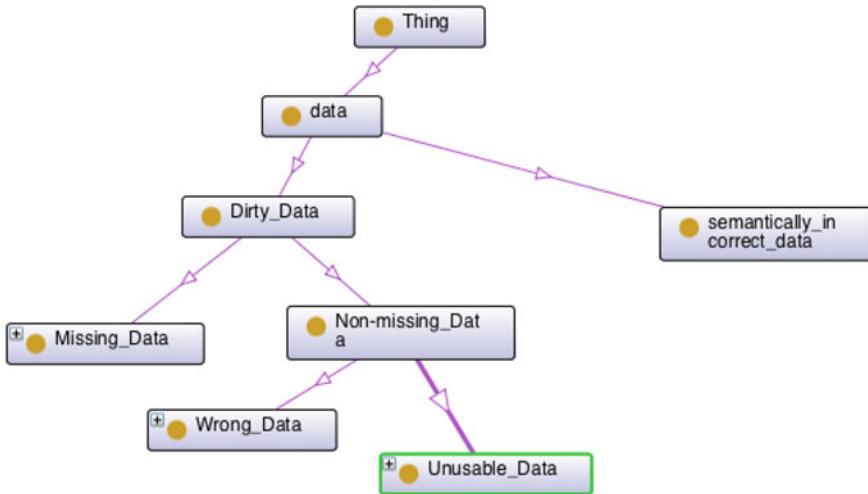 Thing
data
Dirty_Data
semantically_in
correct_data
Missing_Data
Non-missing_Dat
a
Wrong_Data
Unusable_Data